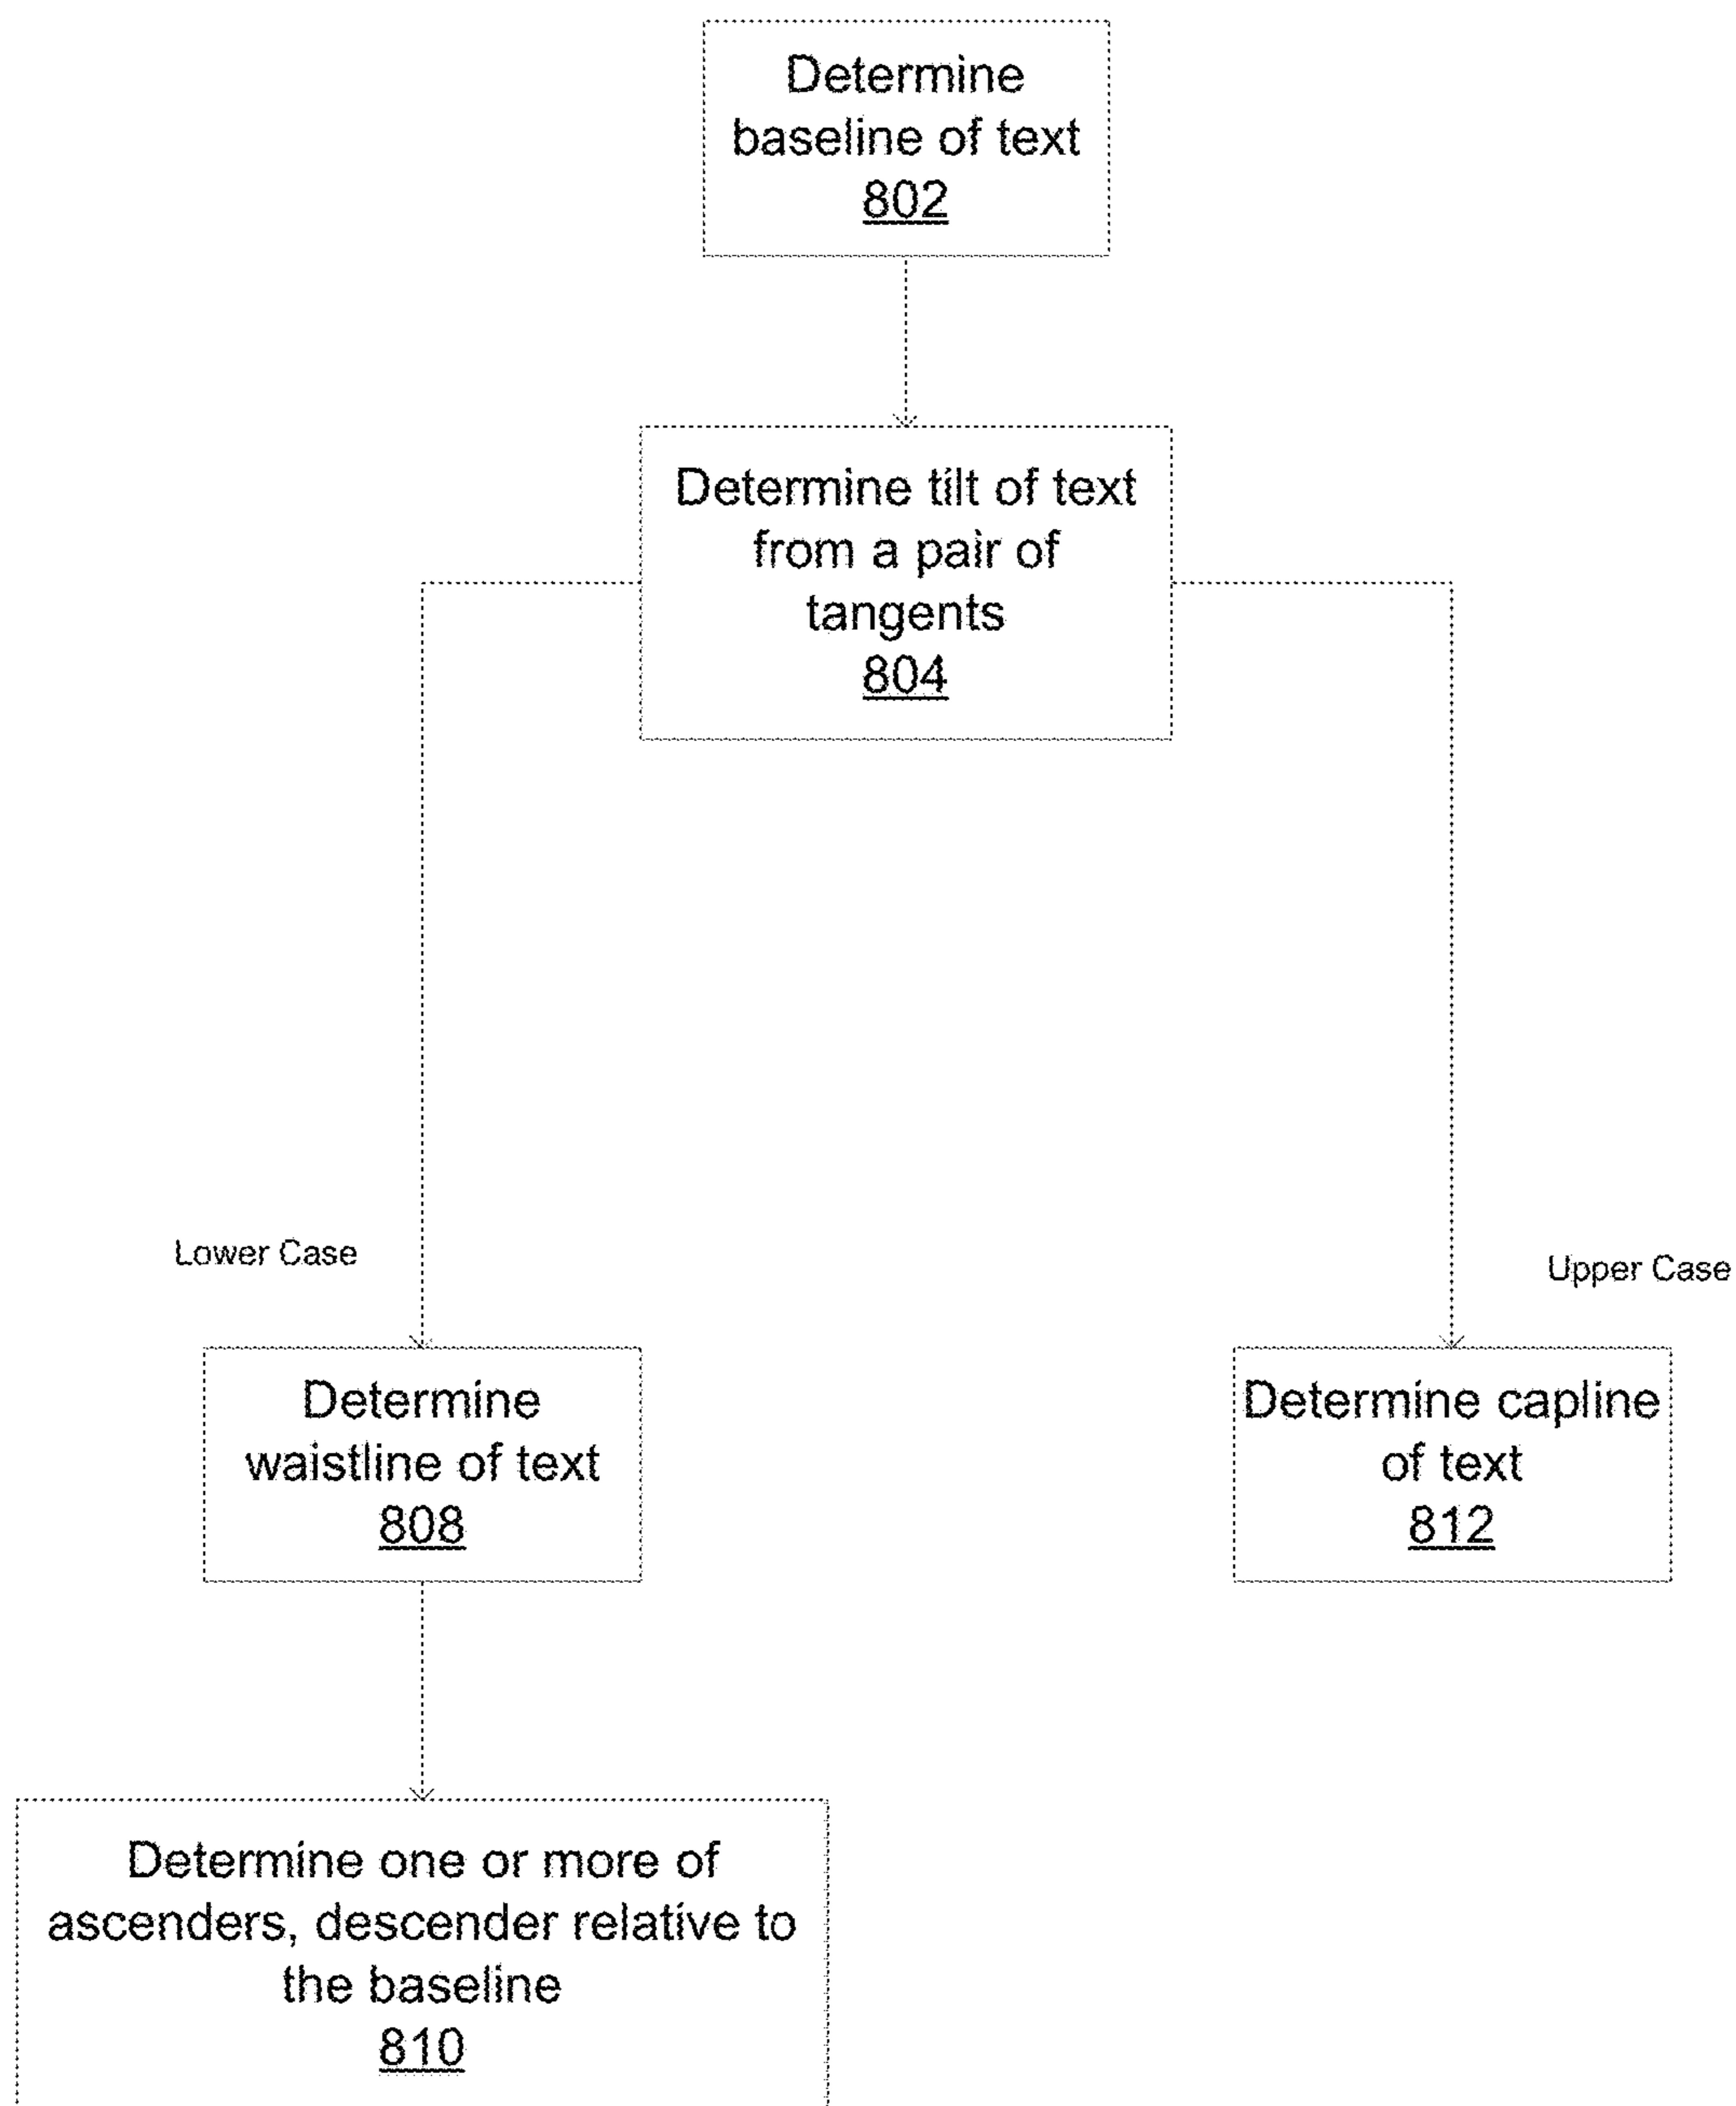 Determine
baseline of text
802
Determine tilt of text
from a pair of
tangents
804
Lower Case
Upper Case
Determine
waistline of text
808
Determine capline
of text
812
Determine one or more of
ascenders, descender relative to
the baseline
810